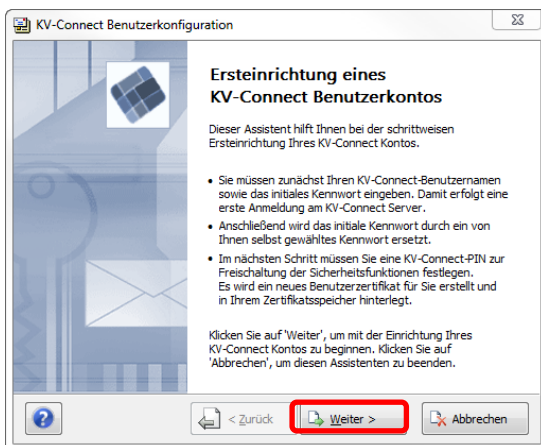 KV-Connect Benutzerkonfiguration
Ersteinrichtung eines
KV-Connect Benutzerkontos
Dieser Assistent hilft Ihnen bei der schrittweisen
Ersteinrichtung Ihres KV-Connect Kontos.
• Sie müssen zunächst Ihren KV-Connect-Benutzernamen
sowie das initiales Kennwort eingeben. Damit erfolgt eine
erste Anmeldung am KV-Connect Server.
• Anschließend wird das initiale Kennwort durch ein von
Ihnen selbst gewähltes Kennwort ersetzt.
• Im nächsten Schritt müssen Sie eine KV-Connect-PIN zur
Freischaltung der Sicherheitsfunktionen festlegen.
Es wird ein neues Benutzerzertifikat für Sie erstellt und
in Ihrem Zertifikatsspeicher hinterlegt.
Klicken Sie auf 'Weiter', um mit der Einrichtung Ihres
KV-Connect Kontos zu beginnen. Klicken Sie auf
'Abbrechen', um diesen Assistenten zu beenden.
? < Zurück Weiter > Abbrechen